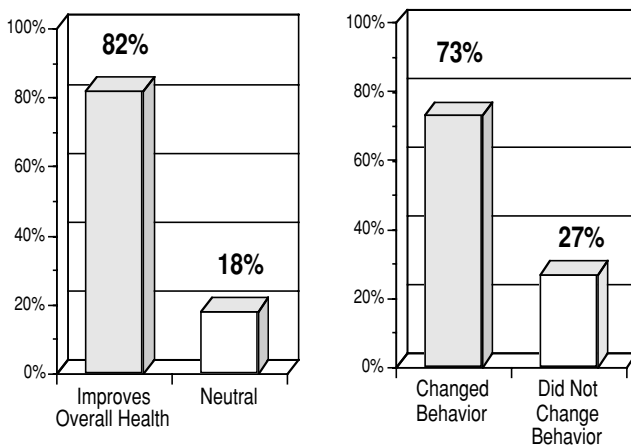 100%
80%
60%
40%
20%
0%
82%
18%
Improves
Overall Health
Neutral
100%
80%
60%
40%
20%
0%
73%
27%
Changed
Behavior
Did Not
Change
Behavior